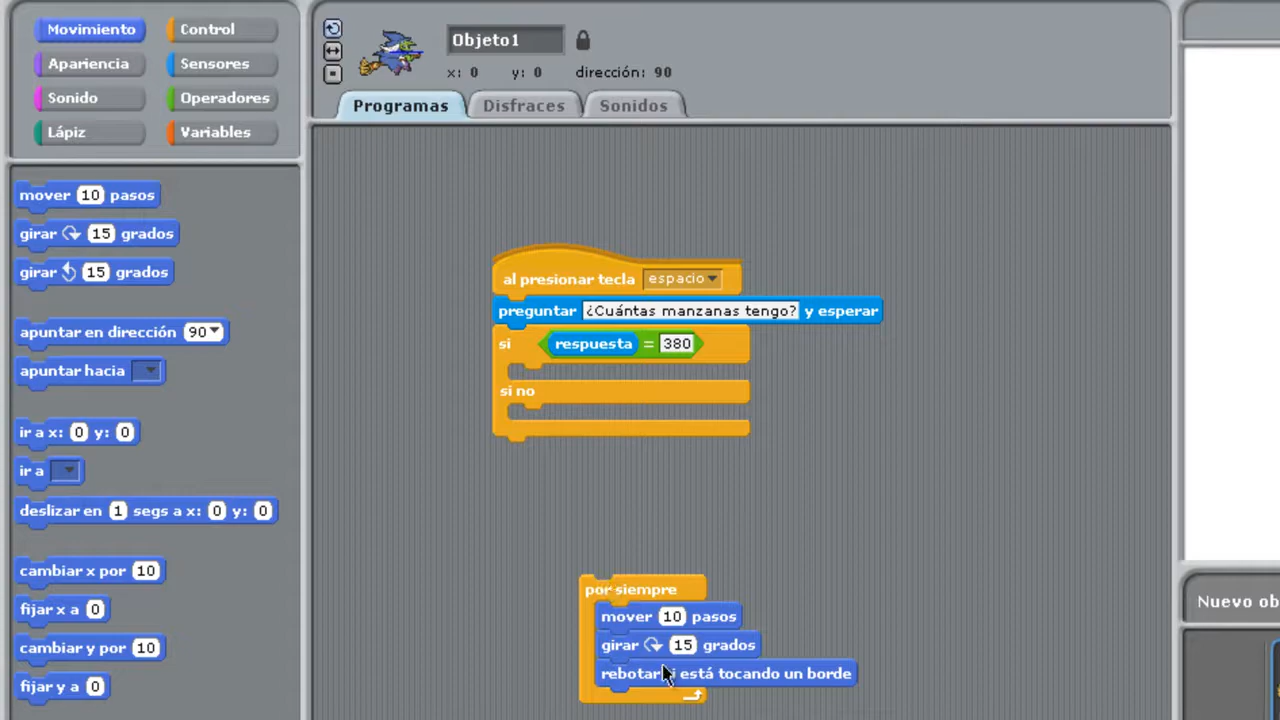 Movimiento
Control
Apariencia
Sensores
Sonido
Operadores
Lápiz
Variables
mover 10 pasos
girar 15 grados
girar 15 grados
apuntar en dirección 90
apuntar hacia
ir a x: 0 y: 0
ir a
deslizar en 1 segs a x: 0 y: 0
cambiar x por 10
fijar x a 0
cambiar y por 10
fijar y a 0
Objeto1
x: 0 y: 0 dirección: 90
Programas
Disfraces
Sonidos
al presionar tecla espacio
preguntar ¿Cuántas manzanas tengo? y esperar
si respuesta = 380
si no
por siempre
mover 10 pasos
girar 15 grados
rebotar si está tocando un borde
Nuevo ob